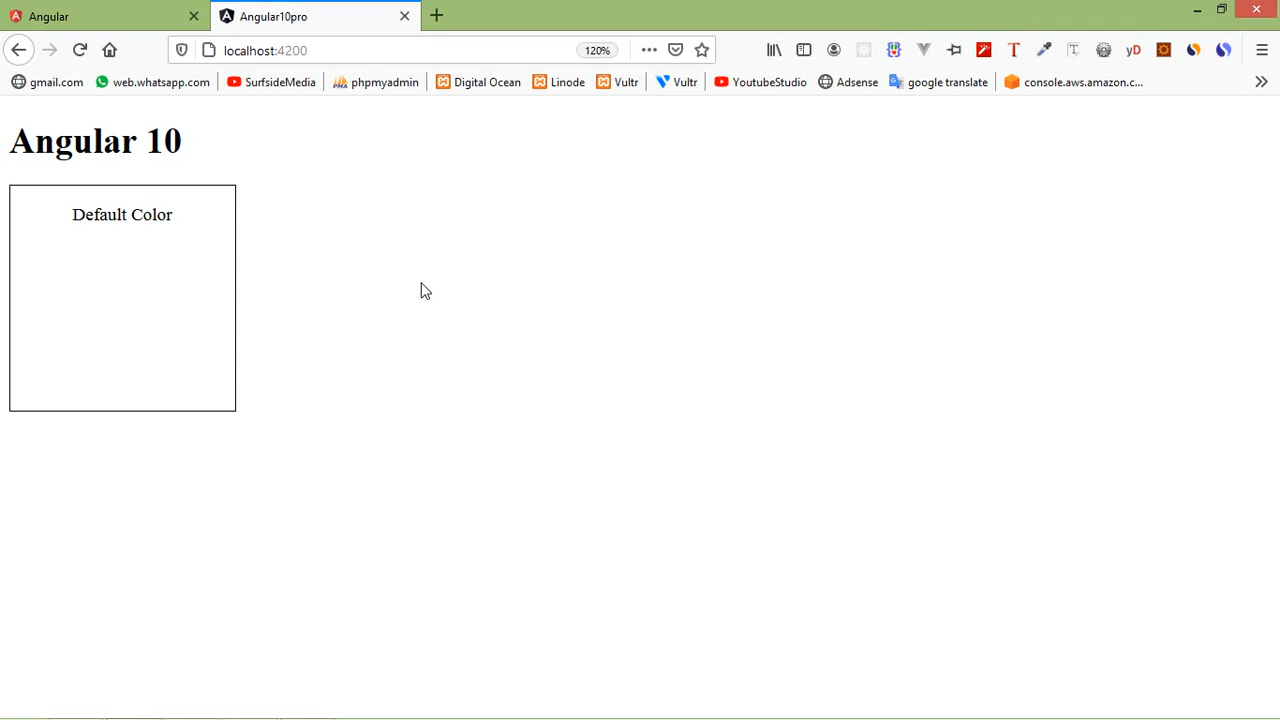 Angular
Angular10pro
localhost:4200
120%
gmail.com web.whatsapp.com SurfsideMedia phpmyadmin Digital Ocean Linode Vultr Vultr YoutubeStudio Adsense google translate console.aws.amazon.c...
Angular 10
Default Color